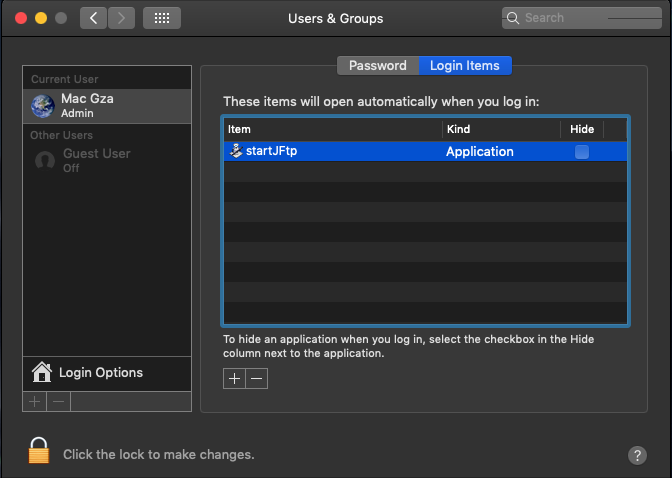 Users & Groups
Search
Password
Login Items
Current User
Mac Gza
Admin
Other Users
Guest User
Off
Login Options
These items will open automatically when you log in:
Item
Kind
Hide
startJFtp
Application
To hide an application when you log in, select the checkbox in the Hide
column next to the application.
Click the lock to make changes.
?